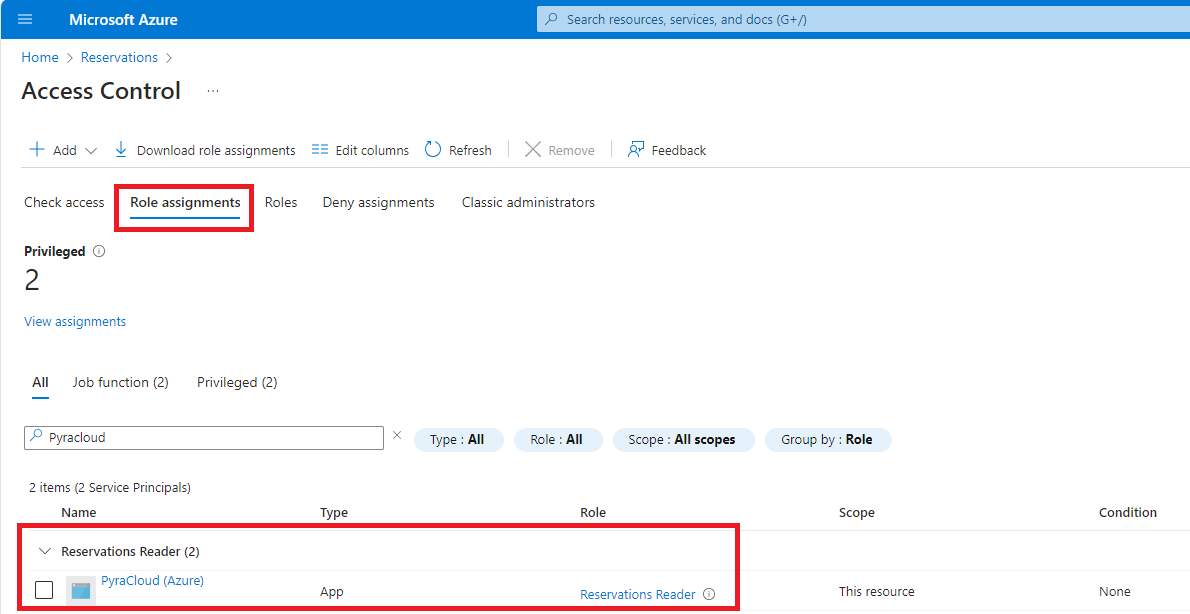 Microsoft Azure
Search resources, services, and docs (G+/)
Home > Reservations >
Access Control ...
Add Download role assignments Edit columns Refresh Remove Feedback
Check access Role assignments Roles Deny assignments Classic administrators
Privileged
2
View assignments
All Job function (2) Privileged (2)
Pyracloud Type : All Role : All Scope : All scopes Group by : Role
2 items (2 Service Principals)
Name Type Role Scope Condition
Reservations Reader (2)
PyraCloud (Azure) App Reservations Reader This resource None